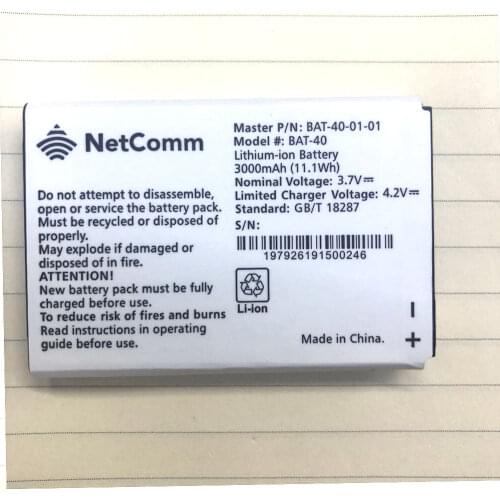 NetComm
Do not attempt to disassemble,
open or service the battery pack.
Must be recycled or disposed of
properly.
May explode if damaged or
disposed of in fire.
ATTENTION!
New battery pack must be fully
charged before use.
To reduce risk of fires and burns
Read instructions in operating
guide before using.
Master P/N: BAT-40-01-01
Model #: BAT-40
Lithium-ion Battery
3000mAh (11.1Wh)
Nominal Voltage: 3.7V⎓
Limited Charger Voltage: 4.2V⎓
Standard: GB/T 18287
S/N:
197926191500246
Li-ion
Made in China.
−
+